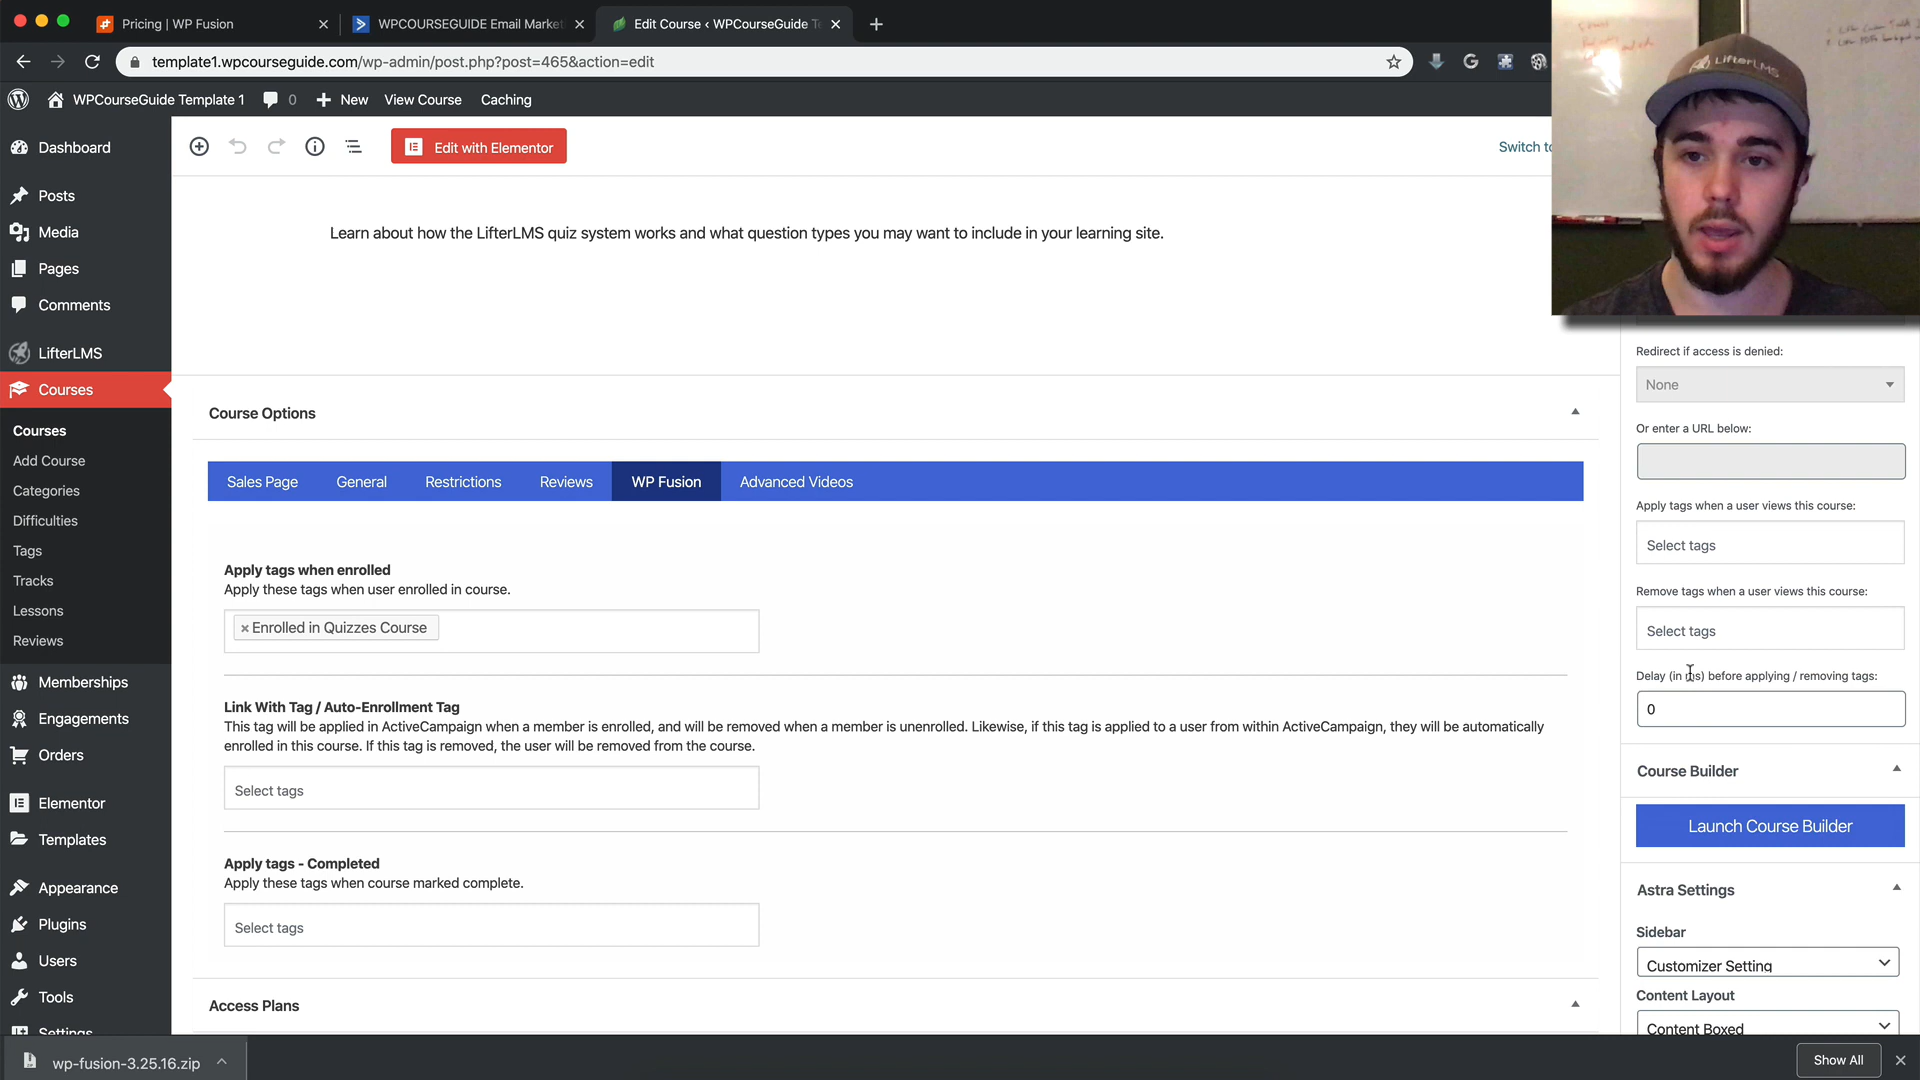 Pricing | WP Fusion
WPCOURSEGUIDE Email Market
Edit Course ‹ WPCourseGuide Te
template1.wpcourseguide.com/wp-admin/post.php?post=465&action=edit
WPCourseGuide Template 1
0
New
View Course
Caching
LifterLMS
Dashboard
Posts
Media
Pages
Comments
LifterLMS
Courses
Courses
Add Course
Categories
Difficulties
Tags
Tracks
Lessons
Reviews
Memberships
Engagements
Orders
Elementor
Templates
Appearance
Plugins
Users
Tools
Settings
Edit with Elementor
Switch to
Learn about how the LifterLMS quiz system works and what question types you may want to include in your learning site.
Course Options
Sales Page
General
Restrictions
Reviews
WP Fusion
Advanced Videos
Apply tags when enrolled
Apply these tags when user enrolled in course.
× Enrolled in Quizzes Course
Link With Tag / Auto-Enrollment Tag
This tag will be applied in ActiveCampaign when a member is enrolled, and will be removed when a member is unenrolled. Likewise, if this tag is applied to a user from within ActiveCampaign, they will be automatically
enrolled in this course. If this tag is removed, the user will be removed from the course.
Select tags
Apply tags - Completed
Apply these tags when course marked complete.
Select tags
Access Plans
Redirect if access is denied:
None
Or enter a URL below:
Apply tags when a user views this course:
Select tags
Remove tags when a user views this course:
Select tags
Delay (in ms) before applying / removing tags:
0
Course Builder
Launch Course Builder
Astra Settings
Sidebar
Customizer Setting
Content Layout
Content Boxed
wp-fusion-3.25.16.zip
Show All